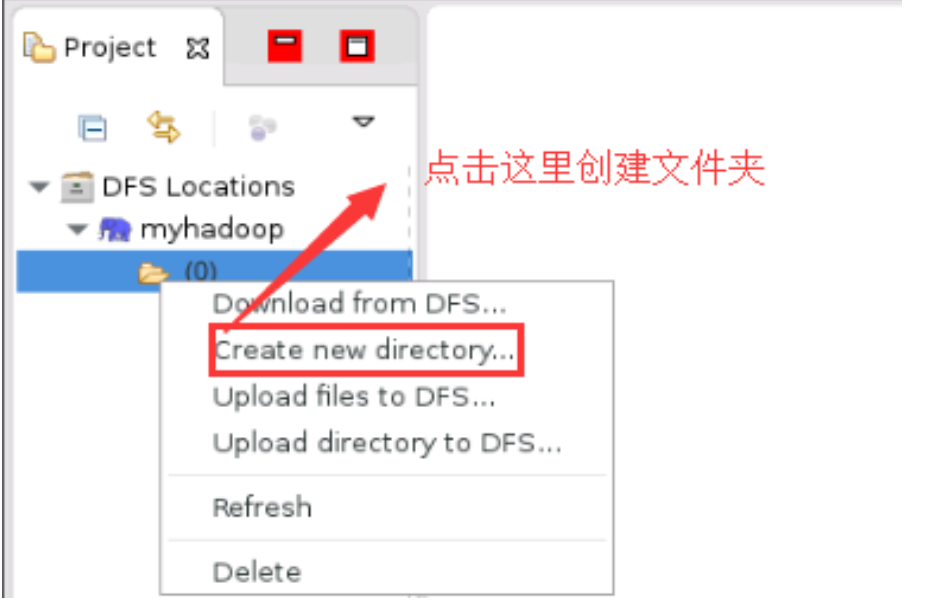 Project
点击这里创建文件夹
DFS Locations
myhadoop
(0)
Download from DFS...
Create new directory...
Upload files to DFS...
Upload directory to DFS...
Refresh
Delete